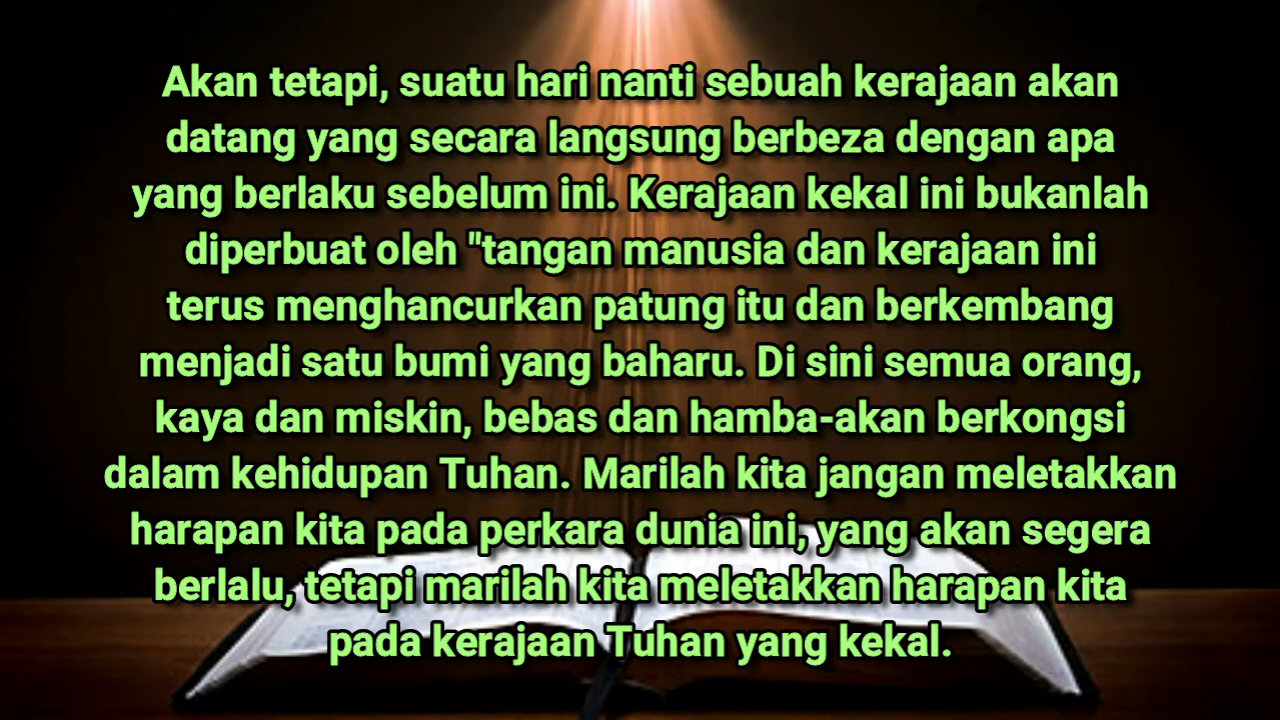 Akan tetapi, suatu hari nanti sebuah kerajaan akan
datang yang secara langsung berbeza dengan apa
yang berlaku sebelum ini. Kerajaan kekal ini bukanlah
diperbuat oleh "tangan manusia dan kerajaan ini
terus menghancurkan patung itu dan berkembang
menjadi satu bumi yang baharu. Di sini semua orang,
kaya dan miskin, bebas dan hamba-akan berkongsi
dalam kehidupan Tuhan. Marilah kita jangan meletakkan
harapan kita pada perkara dunia ini, yang akan segera
berlalu, tetapi marilah kita meletakkan harapan kita
pada kerajaan Tuhan yang kekal.